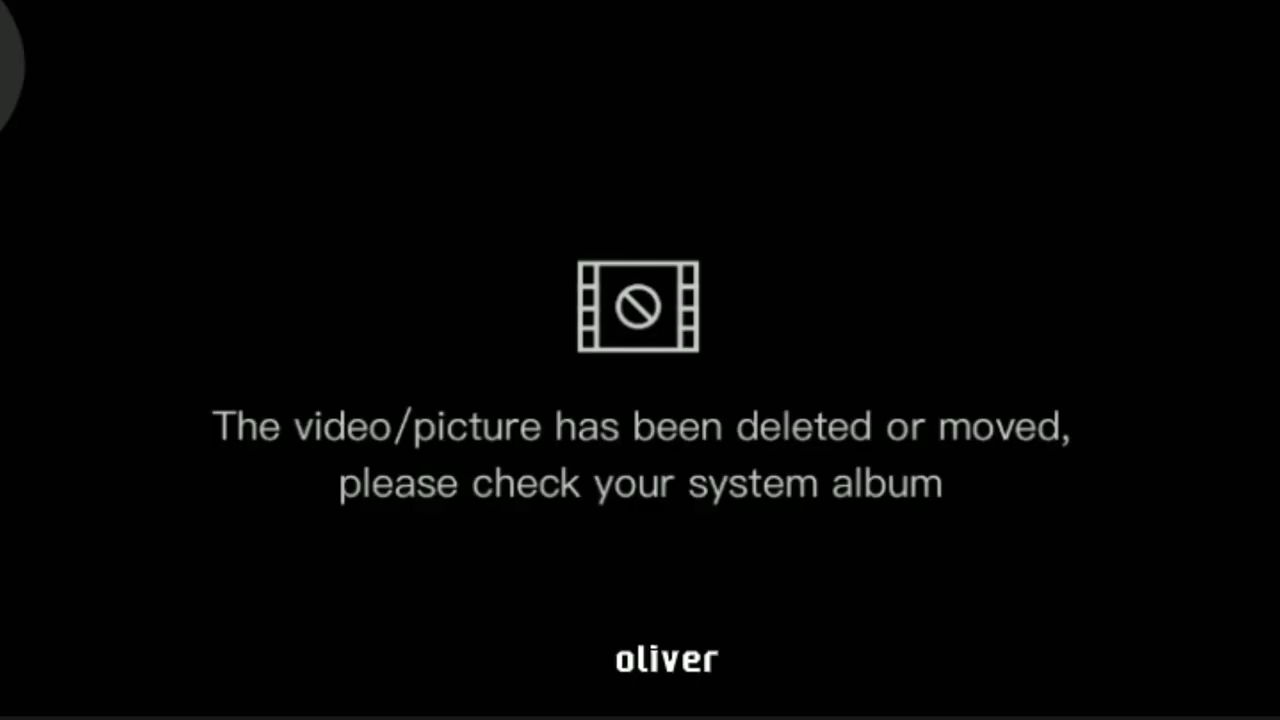 The video/picture has been deleted or moved,
please check your system album
oliver